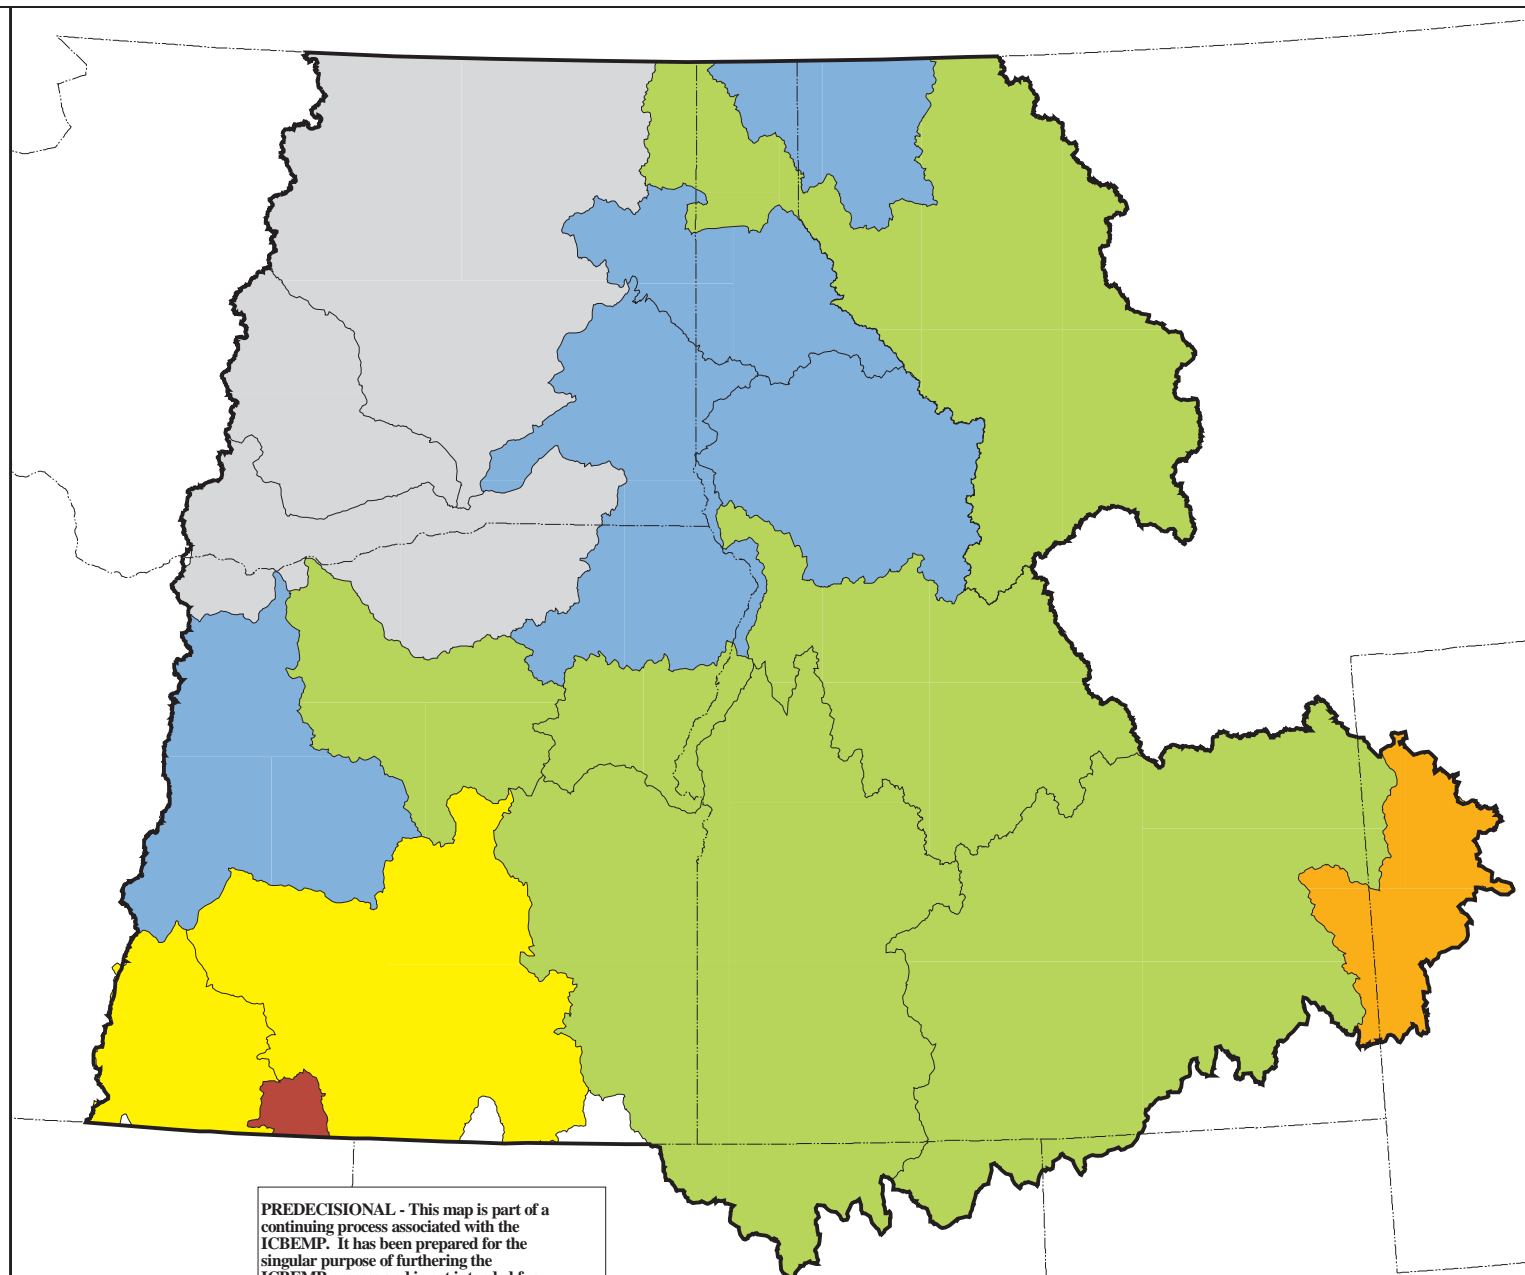 PREDECISIONAL - This map is part of a
continuing process associated with the
ICBEMP. It has been prepared for the
singular purpose of furthering the